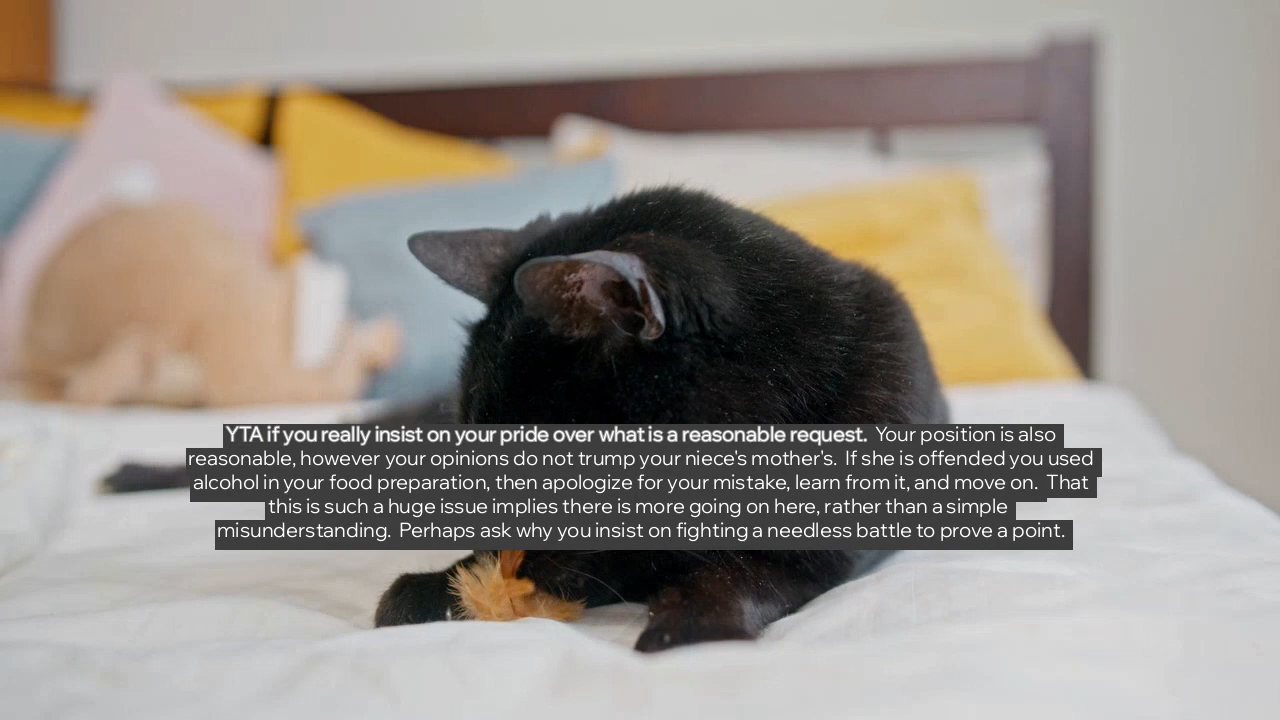 YTA if you really insist on your pride over what is a reasonable request.  Your position is also
reasonable, however your opinions do not trump your niece's mother's.  If she is offended you used
alcohol in your food preparation, then apologize for your mistake, learn from it, and move on.  That
this is such a huge issue implies there is more going on here, rather than a simple
misunderstanding.  Perhaps ask why you insist on fighting a needless battle to prove a point.